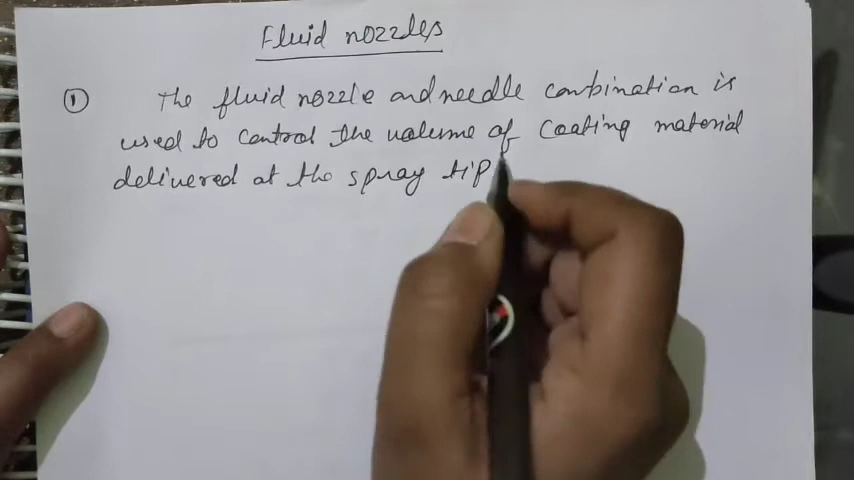 Fluid nozzles
① The fluid nozzle and needle combination is
used to control the volume of coating material
delivered at the spray tip